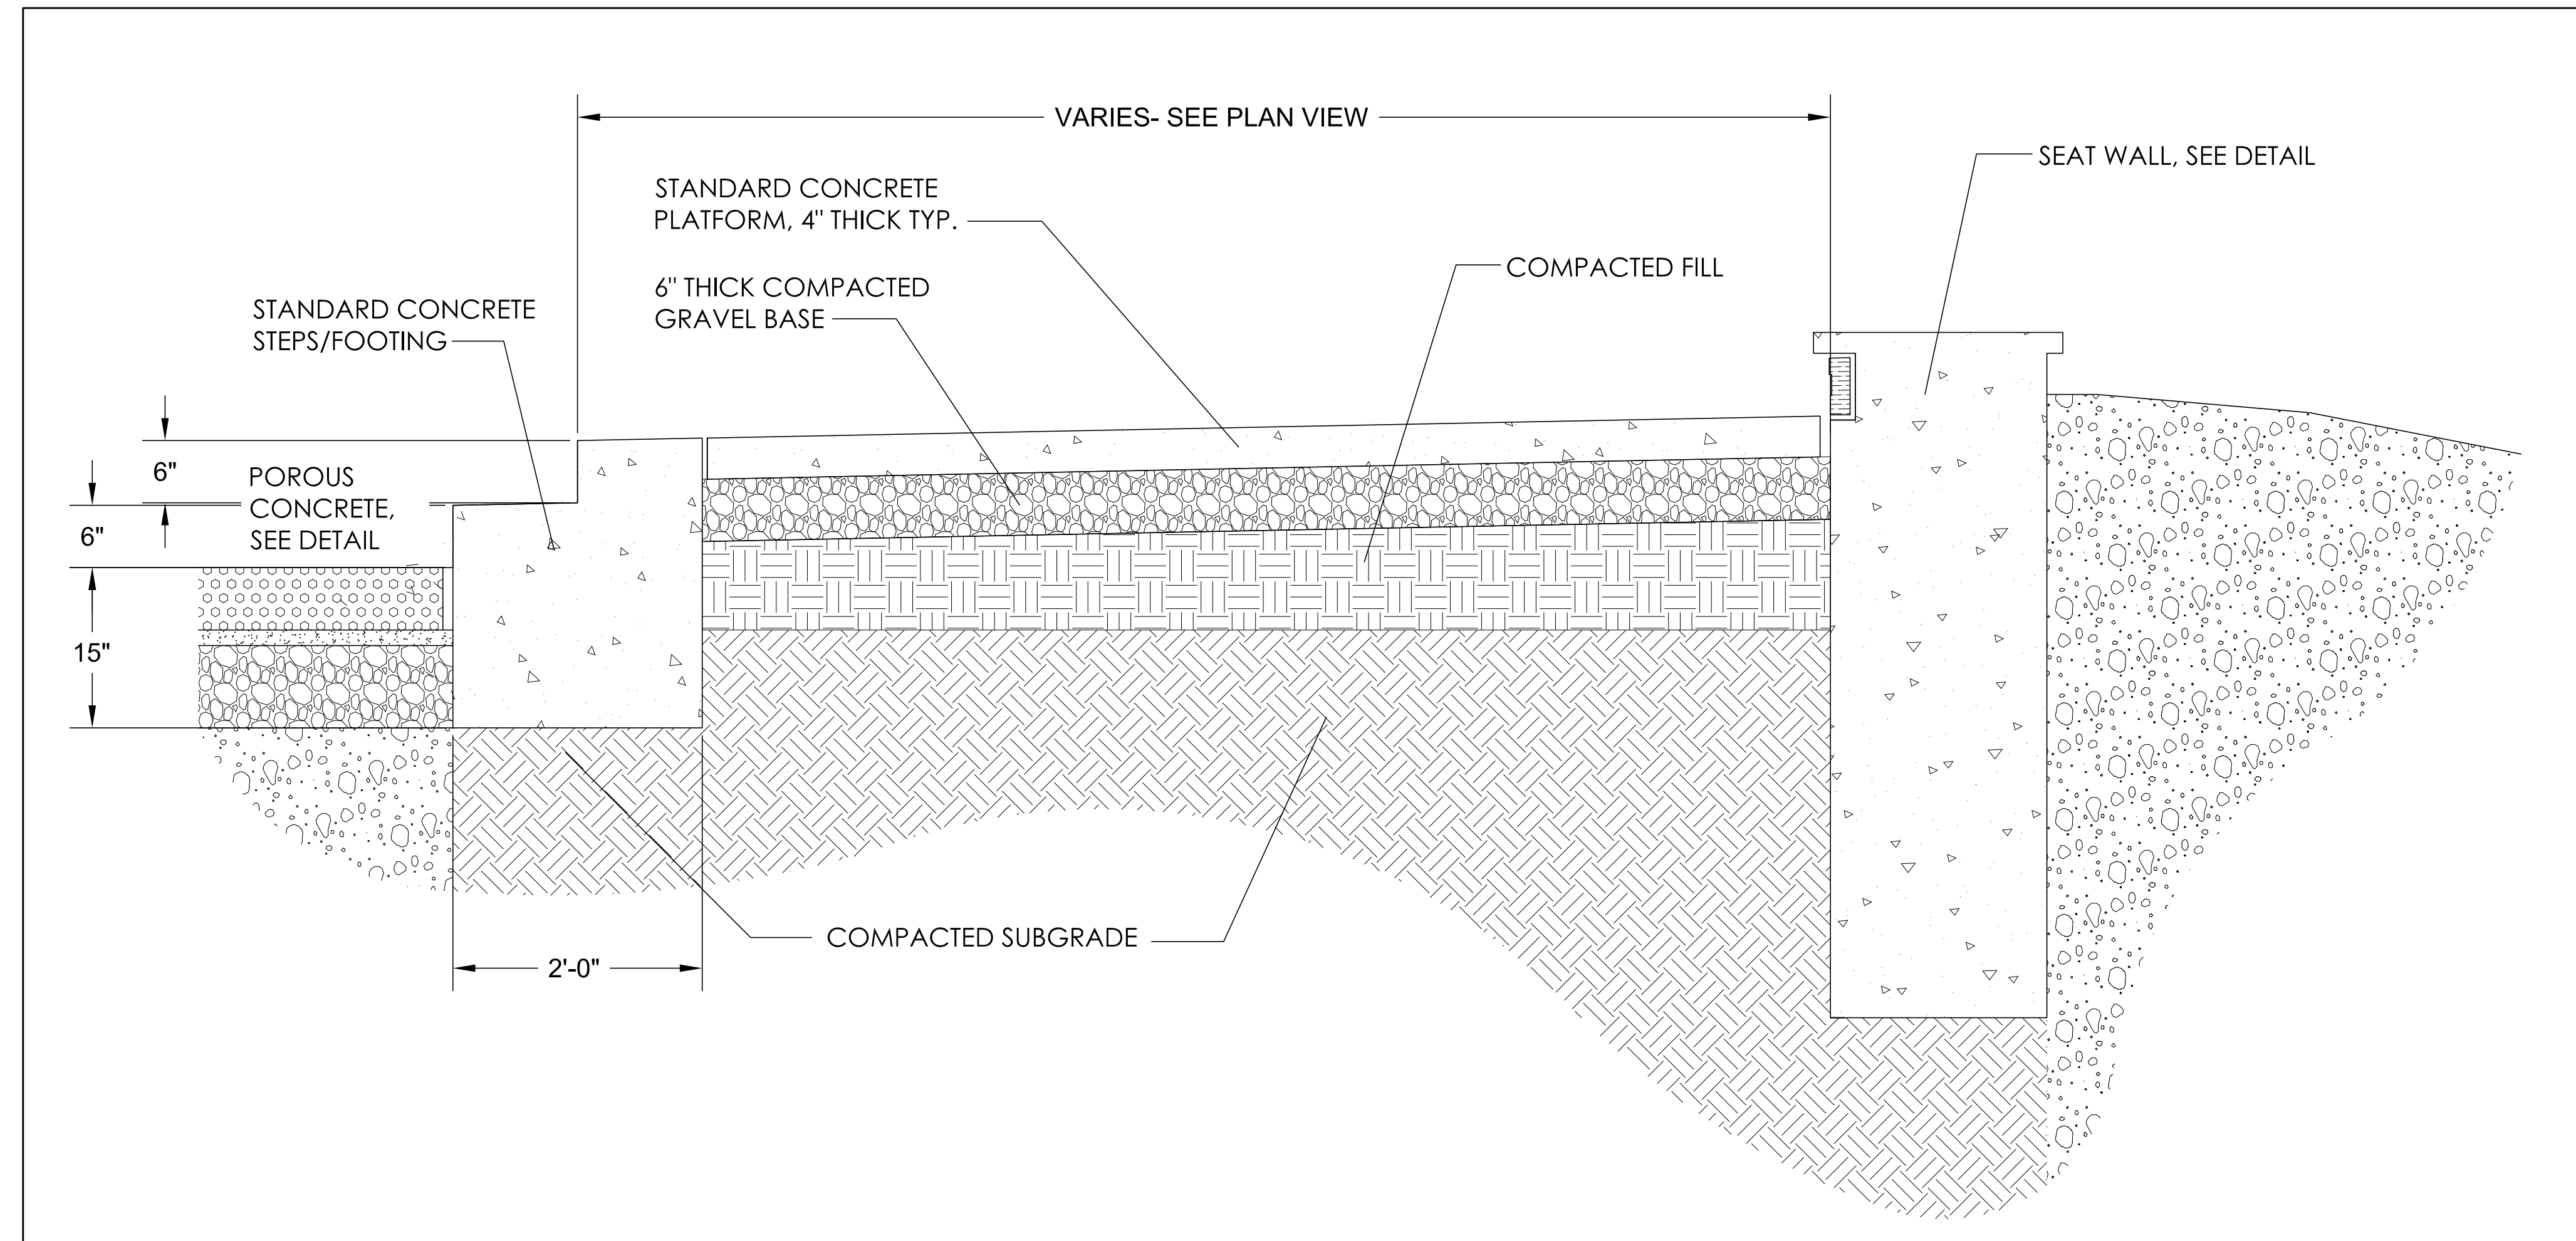 VARIES- SEE PLAN VIEW
SEAT WALL, SEE DETAIL
STANDARD CONCRETE
PLATFORM, 4" THICK TYP.
COMPACTED FILL
6" THICK COMPACTED
GRAVEL BASE
STANDARD CONCRETE
STEPS/FOOTING
6"
POROUS
CONCRETE,
SEE DETAIL
6"
15"
COMPACTED SUBGRADE
2'-0"